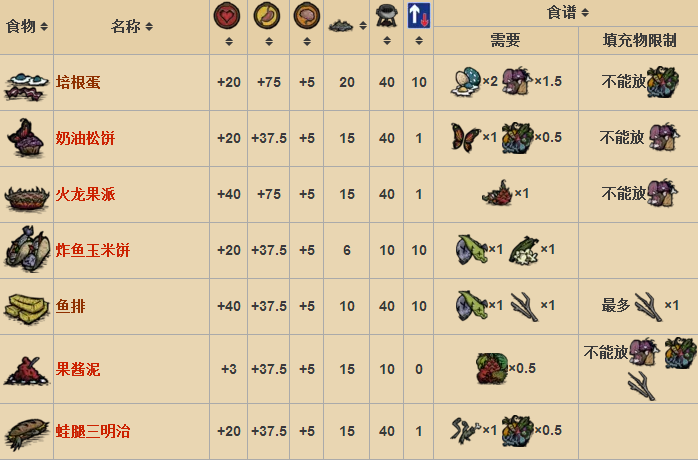 食物 名称 食谱
需要 填充物限制
培根蛋 +20 +75 +5 20 40 10 ×2 ×1.5 不能放
奶油松饼 +20 +37.5 +5 15 40 1 ×1 ×0.5 不能放
火龙果派 +40 +75 +5 15 40 1 ×1 不能放
炸鱼玉米饼 +20 +37.5 +5 6 10 10 ×1 ×1
鱼排 +40 +37.5 +5 10 40 10 ×1 ×1 最多 ×1
果酱泥 +3 +37.5 +5 15 10 0 ×0.5 不能放
蛙腿三明治 +20 +37.5 +5 15 40 1 ×1 ×0.5